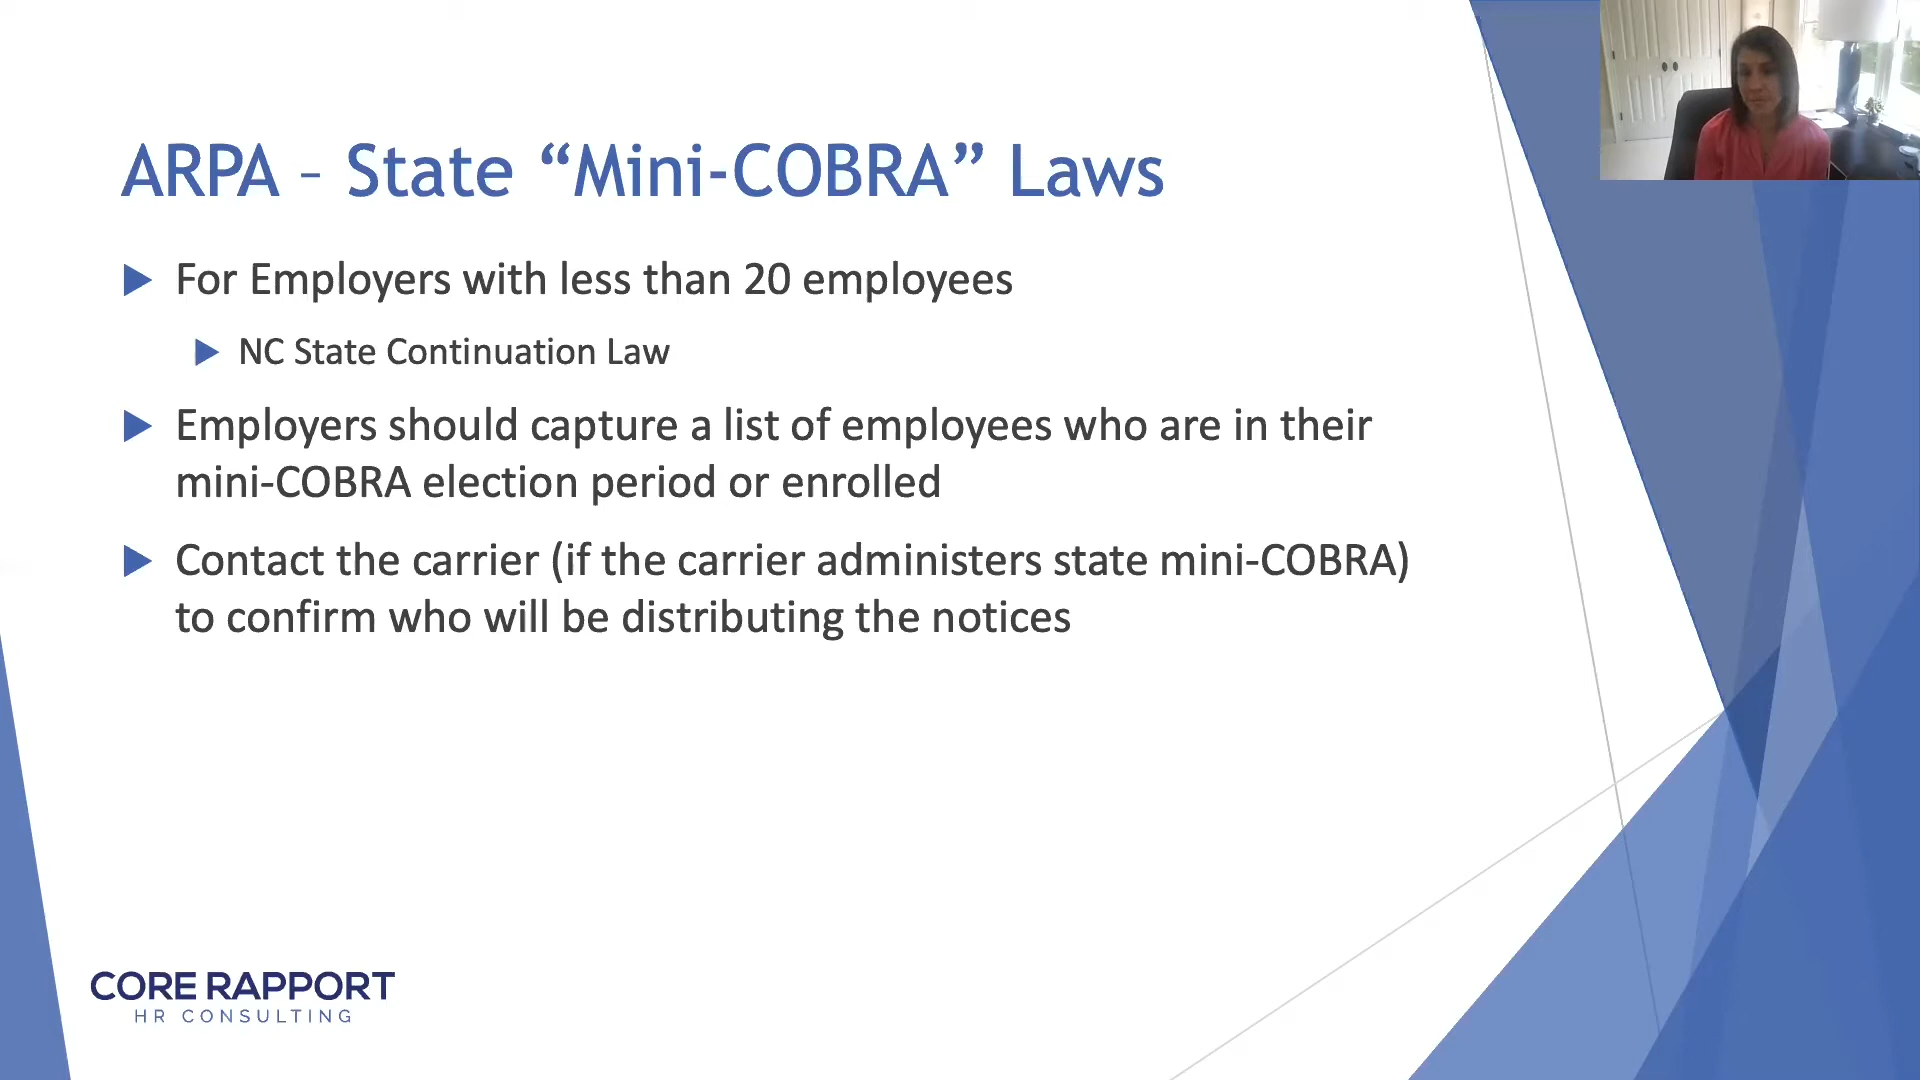 ARPA – State “Mini-COBRA” Laws
For Employers with less than 20 employees
NC State Continuation Law
Employers should capture a list of employees who are in their
mini-COBRA election period or enrolled
Contact the carrier (if the carrier administers state mini-COBRA)
to confirm who will be distributing the notices
CORE RAPPORT
HR CONSULTING